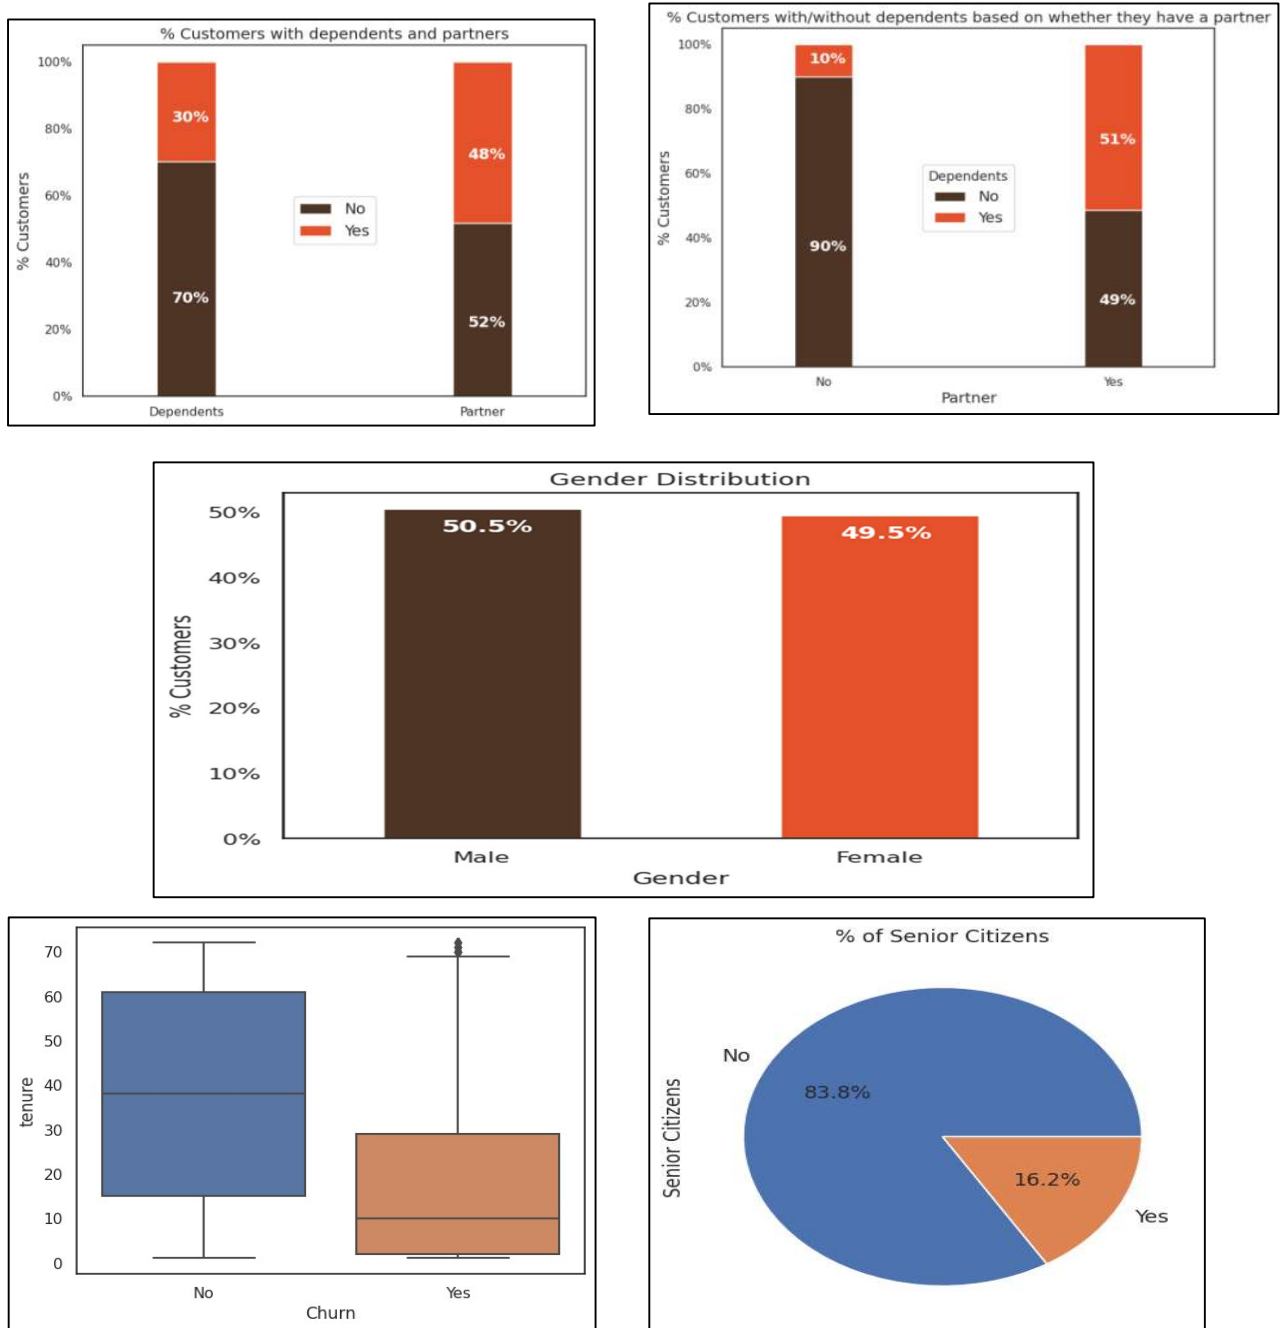 % Customers with dependents and partners
100%
80%
60%
40%
20%
0%
% Customers
30%
70%
48%
52%
No
Yes
Dependents
Partner
% Customers with/without dependents based on whether they have a partner
100%
80%
60%
40%
20%
0%
% Customers
10%
90%
51%
49%
Dependents
No
Yes
No
Yes
Partner
Gender Distribution
50%
40%
30%
20%
10%
0%
% Customers
50.5%
49.5%
Male
Female
Gender
70
60
50
40
30
20
10
0
tenure
No
Yes
Churn
% of Senior Citizens
Senior Citizens
No
83.8%
16.2%
Yes